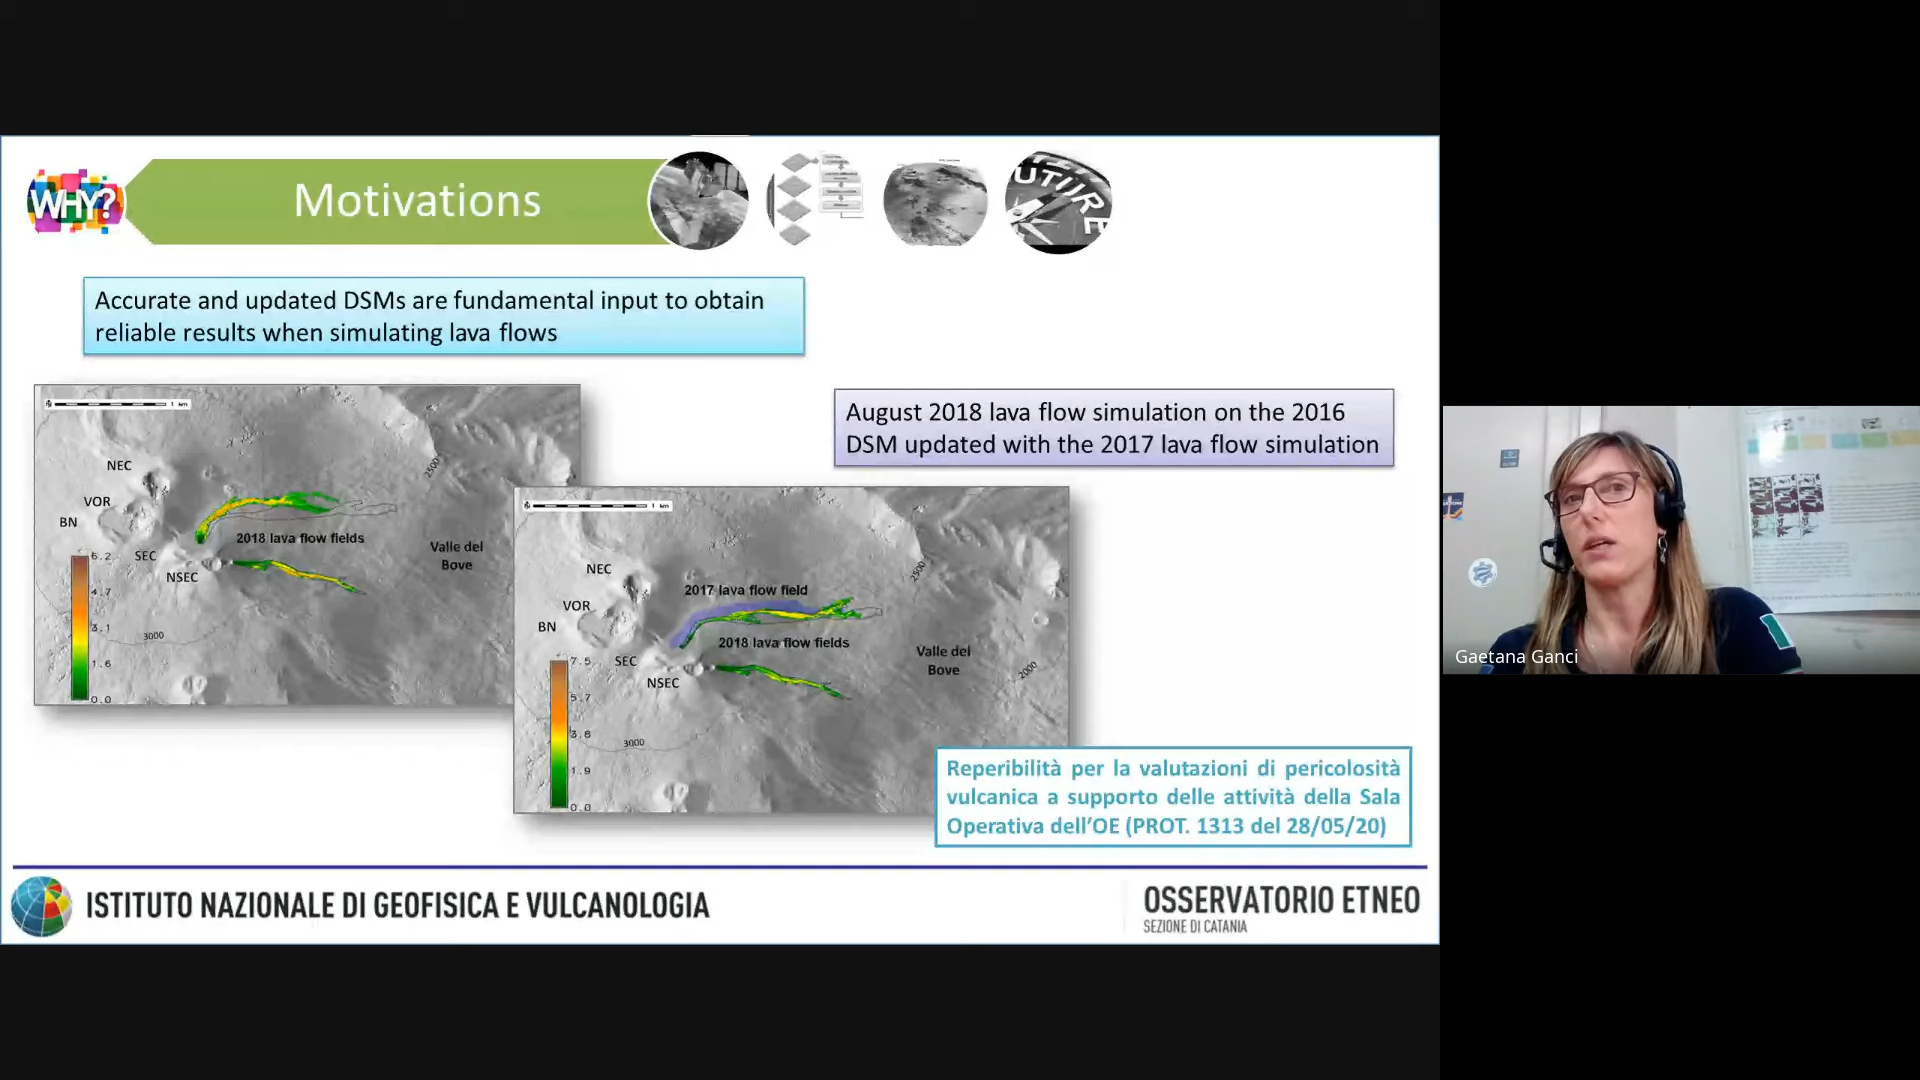 WHY?
Motivations
UTURE
Accurate and updated DSMs are fundamental input to obtain
reliable results when simulating lava flows
August 2018 lava flow simulation on the 2016
DSM updated with the 2017 lava flow simulation
1 km
NEC
VOR
BN
SEC
NSEC
2018 lava flow fields
Valle del
Bove
2500
3000
6.2
4.7
3.1
1.6
0.0
1 km
NEC
VOR
BN
SEC
NSEC
2017 lava flow field
2018 lava flow fields
Valle del
Bove
2500
2000
3000
7.5
5.7
3.8
1.9
0.0
Reperibilità per la valutazioni di pericolosità
vulcanica a supporto delle attività della Sala
Operativa dell'OE (PROT. 1313 del 28/05/20)
ISTITUTO NAZIONALE DI GEOFISICA E VULCANOLOGIA
OSSERVATORIO ETNEO
SEZIONE DI CATANIA
Gaetana Ganci